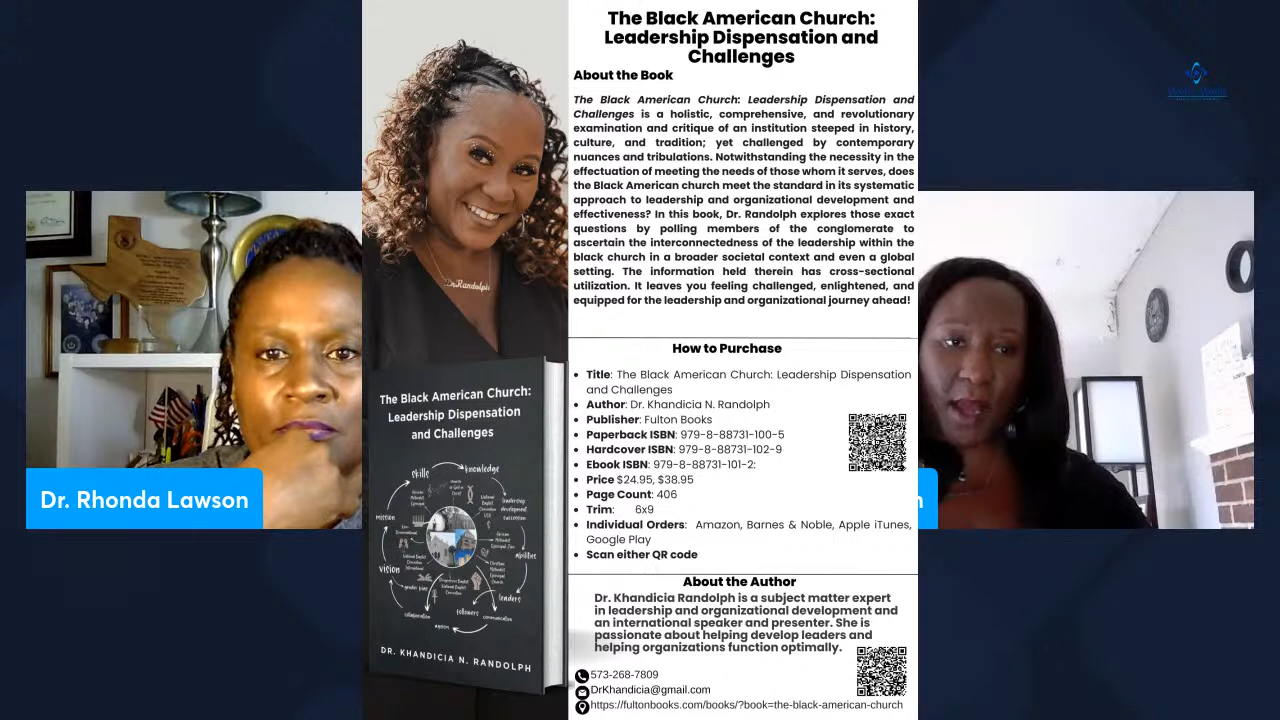 The Black American Church:
Leadership Dispensation and
Challenges
About the Book
The Black American Church: Leadership Dispensation and
Challenges is a holistic, comprehensive, and revolutionary
examination and critique of an institution steeped in history,
culture, and tradition; yet challenged by contemporary
nuances and tribulations. Notwithstanding the necessity in the
effectuation of meeting the needs of those whom it serves, does
the Black American church meet the standard in its systematic
approach to leadership and organizational development and
effectiveness? In this book, Dr. Randolph explores those exact
questions by polling members of the conglomerate to
ascertain the interconnectedness of the leadership within the
black church in a broader societal context and even a global
setting. The information held therein has cross-sectional
utilization. It leaves you feeling challenged, enlightened, and
equipped for the leadership and organizational journey ahead!
How to Purchase
Title: The Black American Church: Leadership Dispensation
and Challenges
Author: Dr. Khandicia N. Randolph
Publisher: Fulton Books
Paperback ISBN: 979-8-88731-100-5
Hardcover ISBN: 979-8-88731-102-9
Ebook ISBN: 979-8-88731-101-2:
Price $24.95, $38.95
Page Count: 406
Trim: 6x9
Individual Orders: Amazon, Barnes & Noble, Apple iTunes,
Google Play
Scan either QR code
About the Author
Dr. Khandicia Randolph is a subject matter expert
in leadership and organizational development and
an international speaker and presenter. She is
passionate about helping develop leaders and
helping organizations function optimally.
573-268-7809
DrKhandicia@gmail.com
https://fultonbooks.com/books/?book=the-black-american-church
Dr.Randolph
The Black American Church:
Leadership Dispensation
and Challenges
skills
knowledge
mission
leadership
development
succession
vision
abilities
gender bias
leaders
collaboration
followers
communication
ageism
DR. KHANDICIA N. RANDOLPH
Dr. Rhonda Lawson